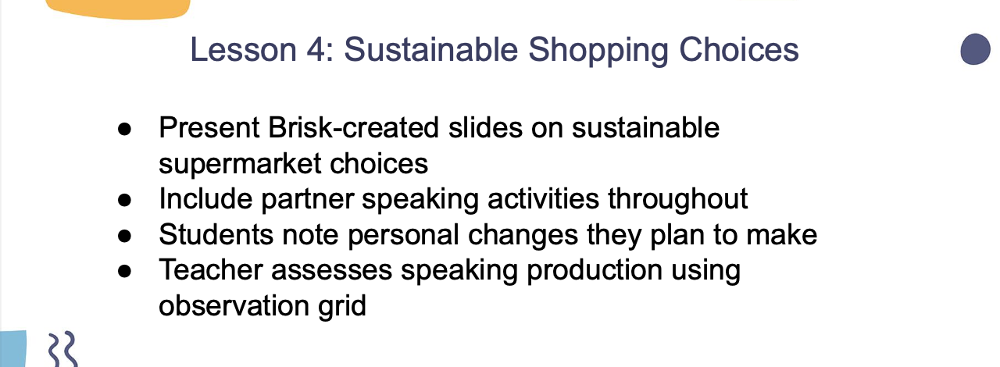 Lesson 4: Sustainable Shopping Choices
● Present Brisk-created slides on sustainable
supermarket choices
● Include partner speaking activities throughout
● Students note personal changes they plan to make
● Teacher assesses speaking production using
observation grid